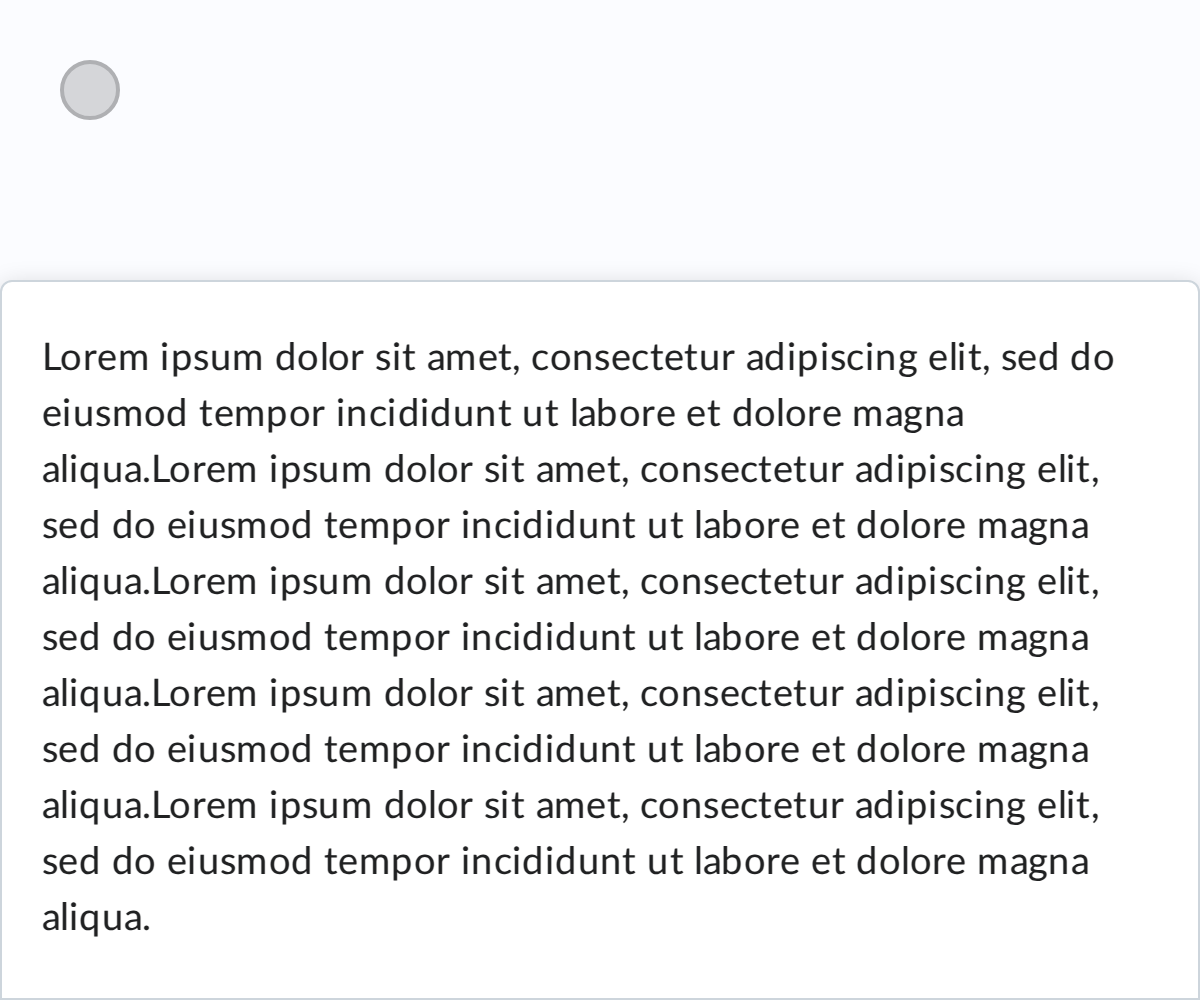 Lorem ipsum dolor sit amet, consectetur adipiscing elit, sed do
eiusmod tempor incididunt ut labore et dolore magna
aliqua.Lorem ipsum dolor sit amet, consectetur adipiscing elit,
sed do eiusmod tempor incididunt ut labore et dolore magna
aliqua.Lorem ipsum dolor sit amet, consectetur adipiscing elit,
sed do eiusmod tempor incididunt ut labore et dolore magna
aliqua.Lorem ipsum dolor sit amet, consectetur adipiscing elit,
sed do eiusmod tempor incididunt ut labore et dolore magna
aliqua.Lorem ipsum dolor sit amet, consectetur adipiscing elit,
sed do eiusmod tempor incididunt ut labore et dolore magna
aliqua.